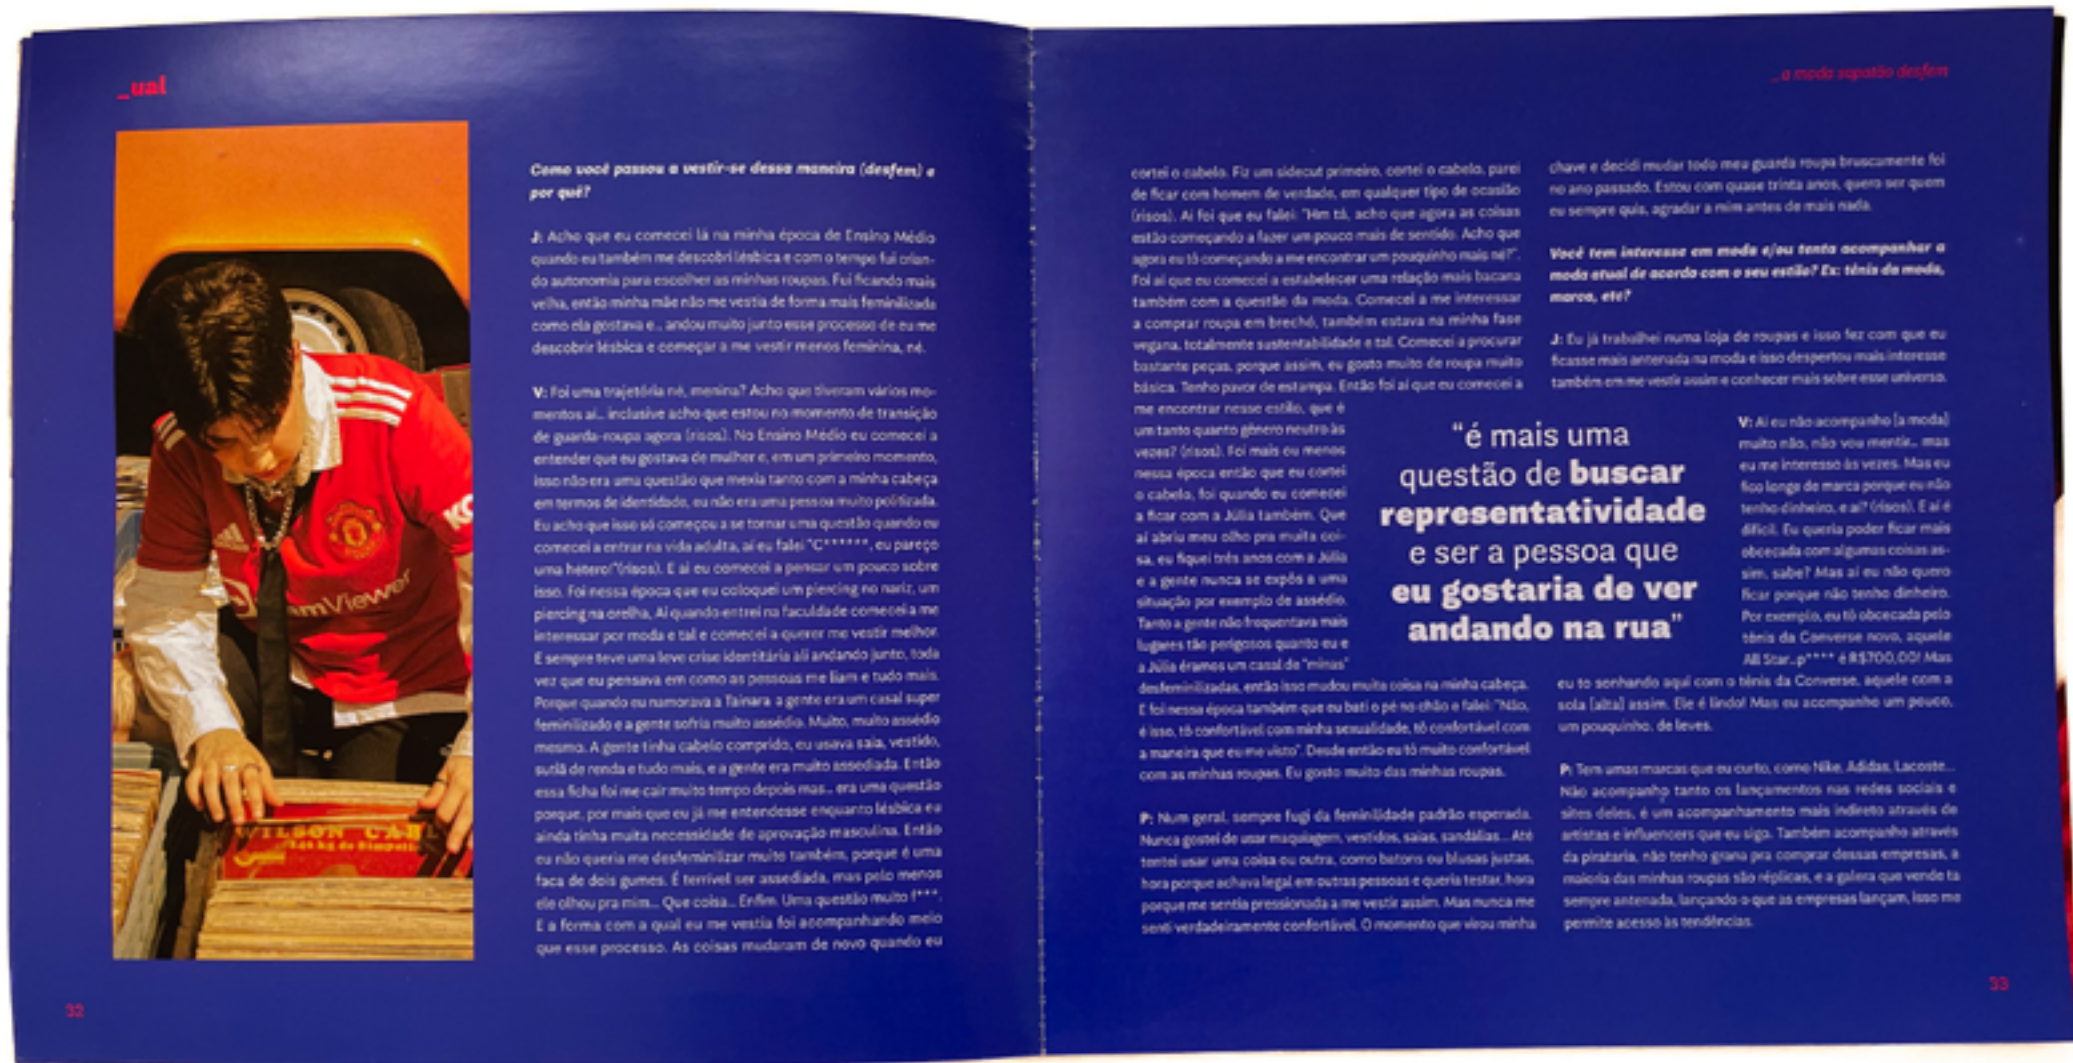 _ual
Como você passou a vestir-se dessa maneira (desfem) e
por quê?
J: Acho que eu comecei lá na minha época de Ensino Médio
quando eu também me descobri lésbica e com o tempo fui crian-
do autonomia para escolher as minhas roupas. Fui ficando mais
velha, então minha mãe não me vestia de forma mais feminilizada
como ela gostava e... andou muito junto esse processo de eu me
descobrir lésbica e começar a me vestir menos feminina, né.
V: Foi uma trajetória né, menina? Acho que tiveram vários mo-
mentos aí... inclusive acho que estou no momento de transição
de guarda-roupa agora (risos). No Ensino Médio eu comecei a
entender que eu gostava de mulher e, em um primeiro momento,
isso não era uma questão que mexia tanto com a minha cabeça
em termos de identidade, eu não era uma pessoa muito politizada.
Eu acho que isso só começou a se tornar uma questão quando eu
comecei a entrar na vida adulta, aí eu falei "C******, eu pareço
uma hétero!"(risos). E aí eu comecei a pensar um pouco sobre
isso. Foi nessa época que eu coloquei um piercing no nariz, um
piercing na orelha, Aí quando entrei na faculdade comecei a me
interessar por moda e tal e comecei a querer me vestir melhor.
E sempre teve uma leve crise identitária ali andando junto, toda
vez que eu pensava em como as pessoas me liam e tudo mais.
Porque quando eu namorava a Tainara a gente era um casal super
feminilizado e a gente sofria muito assédio. Muito, muito assédio
mesmo. A gente tinha cabelo comprido, eu usava saia, vestido,
sutiã de renda e tudo mais, e a gente era muito assediada. Então
essa ficha foi me cair muito tempo depois mas... era uma questão
porque, por mais que eu já me entendesse enquanto lésbica eu
ainda tinha muita necessidade de aprovação masculina. Então
eu não queria me desfeminilizar muito também, porque é uma
faca de dois gumes. É terrível ser assediada, mas pelo menos
ele olhou pra mim... Que coisa... Enfim. Uma questão muito f***.
E a forma com a qual eu me vestia foi acompanhando meio
que esse processo. As coisas mudaram de novo quando eu
KO
TeamViewer
WILSON
32
_a moda sapatão desfem
cortei o cabelo. Fiz um sidecut primeiro, cortei o cabelo, parei
de ficar com homem de verdade, em qualquer tipo de ocasião
(risos). Aí foi que eu falei: "Hm tá, acho que agora as coisas
estão começando a fazer um pouco mais de sentido. Acho que
agora eu tô começando a me encontrar um pouquinho mais né?".
Foi aí que eu comecei a estabelecer uma relação mais bacana
também com a questão da moda. Comecei a me interessar
a comprar roupa em brechó, também estava na minha fase
vegana, totalmente sustentabilidade e tal. Comecei a procurar
bastante peças, porque assim, eu gosto muito de roupa muito
básica. Tenho pavor de estampa. Então foi aí que eu comecei a
me encontrar nesse estilo, que é
um tanto quanto gênero neutro às
vezes? (risos). Foi mais ou menos
nessa época então que eu cortei
o cabelo, foi quando eu comecei
a ficar com a Júlia também. Que
aí abriu meu olho pra muita coi-
sa, eu fiquei três anos com a Júlia
e a gente nunca se expôs a uma
situação por exemplo de assédio.
Tanto a gente não frequentava mais
lugares tão perigosos quanto eu e
a Júlia éramos um casal de "minas"
desfeminilizadas, então isso mudou muita coisa na minha cabeça.
E foi nessa época também que eu bati o pé no chão e falei: "Não,
é isso, tô confortável com minha sexualidade, tô confortável com
a maneira que eu me visto". Desde então eu tô muito confortável
com as minhas roupas. Eu gosto muito das minhas roupas.
P: Num geral, sempre fugi da feminilidade padrão esperada.
Nunca gostei de usar maquiagem, vestidos, saias, sandálias... Até
tentei usar uma coisa ou outra, como batons ou blusas justas,
hora porque achava legal em outras pessoas e queria testar, hora
porque me sentia pressionada a me vestir assim. Mas nunca me
senti verdadeiramente confortável. O momento que virou minha
"é mais uma
questão de buscar
representatividade
e ser a pessoa que
eu gostaria de ver
andando na rua"
chave e decidi mudar todo meu guarda roupa bruscamente foi
no ano passado. Estou com quase trinta anos, quero ser quem
eu sempre quis, agradar a mim antes de mais nada.
Você tem interesse em moda e/ou tenta acompanhar a
moda atual de acordo com o seu estilo? Ex: tênis da moda,
marca, etc?
J: Eu já trabalhei numa loja de roupas e isso fez com que eu
ficasse mais antenada na moda e isso despertou mais interesse
também em me vestir assim e conhecer mais sobre esse universo.
V: Aí eu não acompanho [a moda]
muito não, não vou mentir... mas
eu me interesso às vezes. Mas eu
fico longe de marca porque eu não
tenho dinheiro, e aí? (risos). E aí é
difícil. Eu queria poder ficar mais
obcecada com algumas coisas as-
sim, sabe? Mas aí eu não quero
ficar porque não tenho dinheiro.
Por exemplo, eu tô obcecada pelo
tênis da Converse novo, aquele
All Star...p**** é R$700,00! Mas
eu to sonhando aqui com o tênis da Converse, aquele com a
sola [alta] assim. Ele é lindo! Mas eu acompanho um pouco,
um pouquinho, de leves.
P: Tem umas marcas que eu curto, como Nike, Adidas, Lacoste...
Não acompanho tanto os lançamentos nas redes sociais e
sites deles, é um acompanhamento mais indireto através de
artistas e influencers que eu sigo. Também acompanho através
da pirataria, não tenho grana pra comprar dessas empresas, a
maioria das minhas roupas são réplicas, e a galera que vende ta
sempre antenada, lançando o que as empresas lançam, isso me
permite acesso às tendências.
33